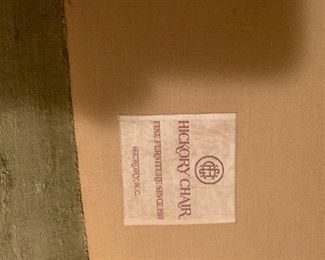 HICKORY CHAIR
FINE FURNITURE SINCE 1911
HICKORY, N.C.